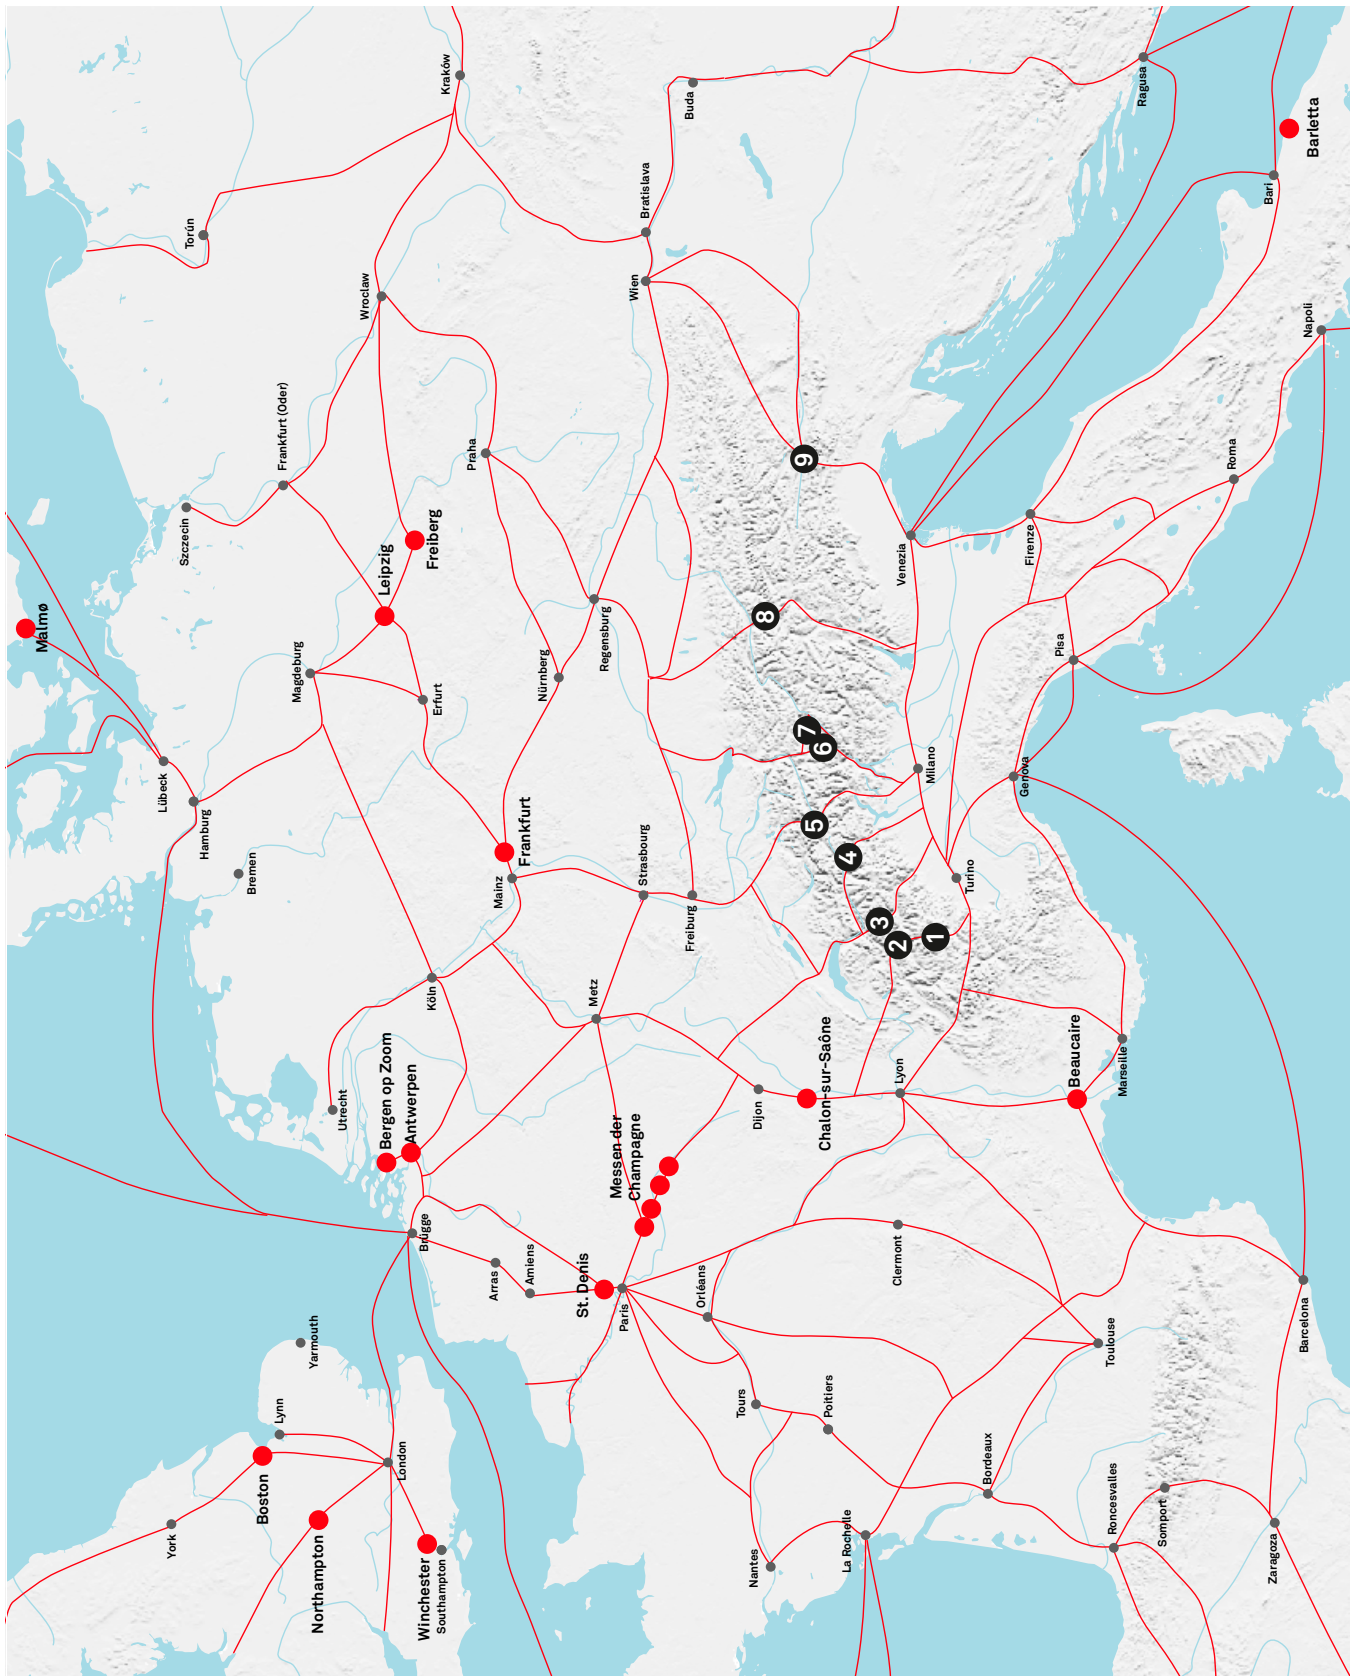 Malmø
Lübeck
York
Szczecin
Torún
Hamburg
Bremen
Boston
Lynn
Frankfurt (Oder)
Magdeburg
Yarmouth
Northampton
Utrecht
Wroclaw
Bergen op Zoom
Leipzig
London
Antwerpen
Winchester
Southampton
Brügge
Köln
Freiberg
Erfurt
Kraków
Praha
Arras
Mainz
Frankfurt
Amiens
Nürnberg
St. Denis
Metz
Regensburg
Messen der
Champagne
Paris
Wien
Strasbourg
Bratislava
Buda
Freiburg
Orléans
Tours
Nantes
Dijon
8
9
7
5
6
Chalon-sur-Saône
Poitiers
La Rochelle
4
3
Clermont
2
Lyon
Venezia
Milano
1
Turino
Bordeaux
Genova
Firenze
Pisa
Beaucaire
Toulouse
Roncesvalles
Marseille
Ragusa
Somport
Roma
Bari
Zaragoza
Barcelona
Napoli
Barletta